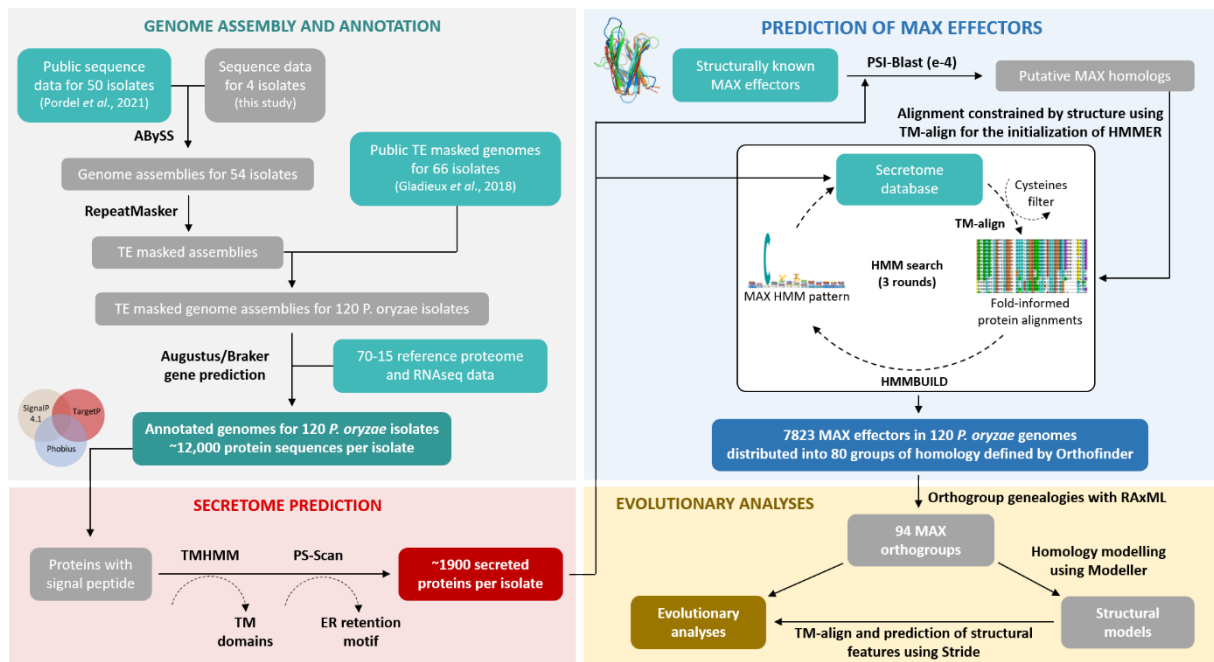 GENOME ASSEMBLY AND ANNOTATION
Public sequence
data for 50 isolates
(Pordel et al., 2021)
Sequence data
for 4 isolates
(this study)
ABySS
Genome assemblies for 54 isolates
Public TE masked genomes
for 66 isolates
(Gladieux et al., 2018)
RepeatMasker
TE masked assemblies
TE masked genome assemblies for 120 P. oryzae isolates
Augustus/Braker
gene prediction
70-15 reference proteome
and RNAseq data
SignalP
4.1
TargetP
Phobius
Annotated genomes for 120 P. oryzae isolates
~12,000 protein sequences per isolate
SECRETOME PREDICTION
Proteins with
signal peptide
TMHMM
PS-Scan
TM
domains
ER retention
motif
~1900 secreted
proteins per isolate
PREDICTION OF MAX EFFECTORS
Structurally known
MAX effectors
PSI-Blast (e-4)
Putative MAX homologs
Alignment constrained by structure using
TM-align for the initialization of HMMER
Secretome
database
Cysteines
filter
TM-align
HMM search
(3 rounds)
MAX HMM pattern
Fold-informed
protein alignments
HMMBUILD
7823 MAX effectors in 120 P. oryzae genomes
distributed into 80 groups of homology defined by Orthofinder
EVOLUTIONARY ANALYSES
Orthogroup genealogies with RAxML
94 MAX
orthogroups
Homology modelling
using Modeller
Evolutionary
analyses
Structural
models
TM-align and prediction of structural
features using Stride